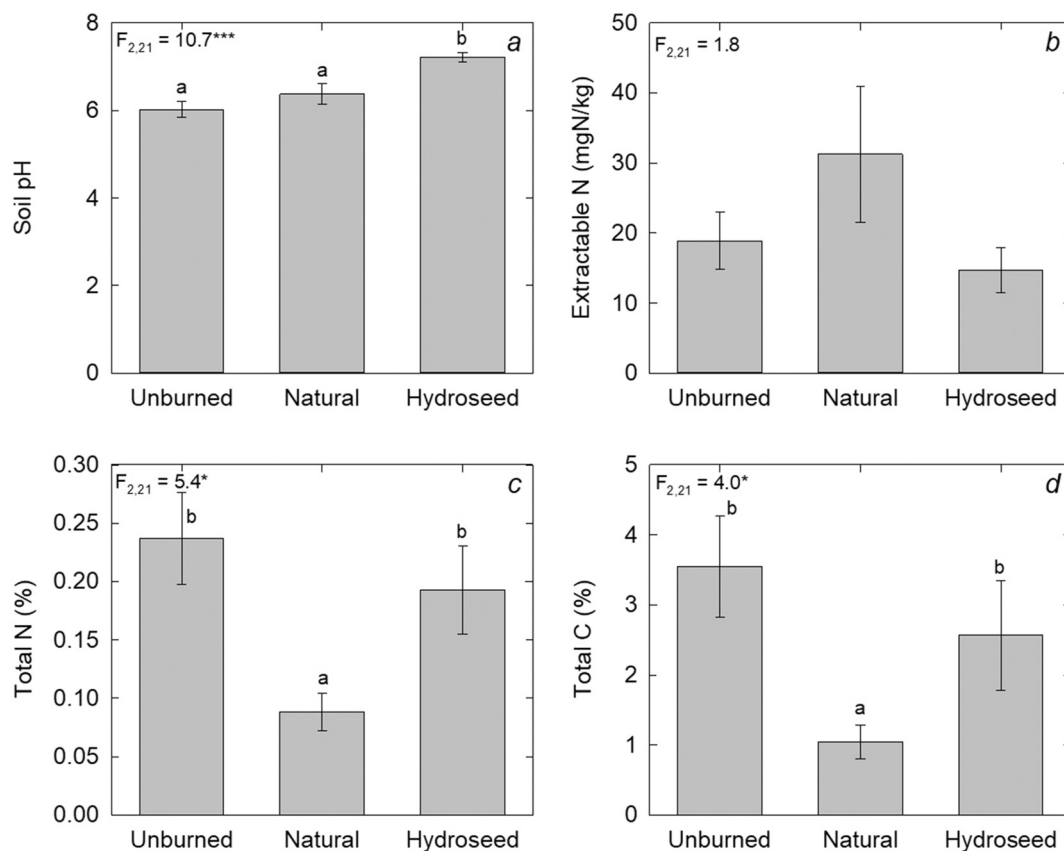 F2,21 = 10.7***
a
8
6
4
2
0
Soil pH
a
a
b
Unburned Natural Hydroseed
F2,21 = 1.8
b
50
40
30
20
10
0
Extractable N (mgN/kg)
Unburned Natural Hydroseed
F2,21 = 5.4*
c
0.30
0.25
0.20
0.15
0.10
0.05
0.00
Total N (%)
b
a
b
Unburned Natural Hydroseed
F2,21 = 4.0*
d
5
4
3
2
1
0
Total C (%)
b
a
b
Unburned Natural Hydroseed